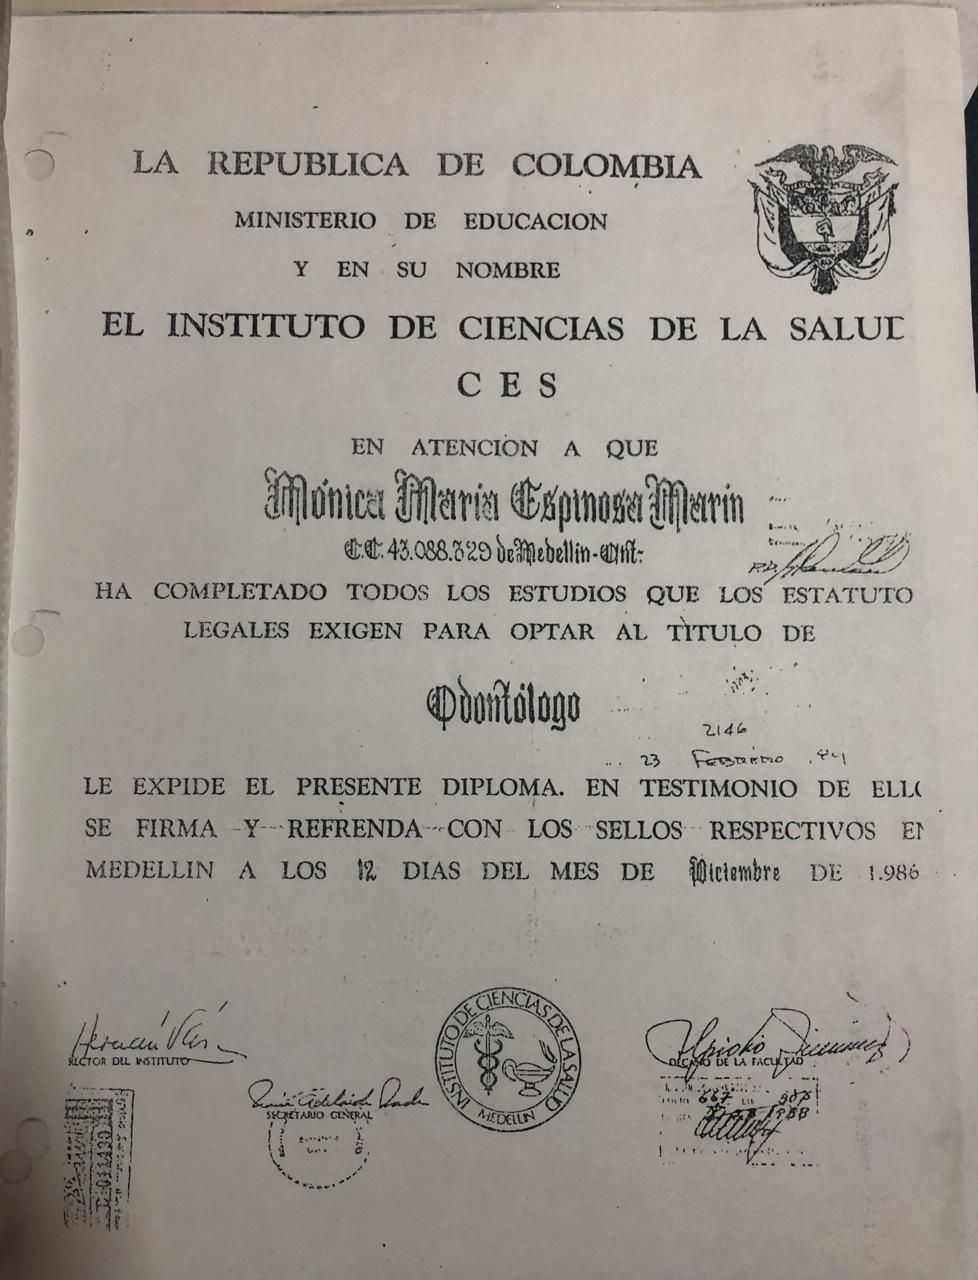 LA REPUBLICA DE COLOMBIA
MINISTERIO DE EDUCACION
Y EN SU NOMBRE
EL INSTITUTO DE CIENCIAS DE LA SALUD
C E S
EN ATENCION A QUE
Mónica María Espinosa Marín
C.C. 43.088.329 de Medellín-Ant.
HA COMPLETADO TODOS LOS ESTUDIOS QUE LOS ESTATUTO
LEGALES EXIGEN PARA OPTAR AL TITULO DE
Odontólogo
2146
23 Febrero
LE EXPIDE EL PRESENTE DIPLOMA. EN TESTIMONIO DE ELLO
SE FIRMA Y REFRENDA CON LOS SELLOS RESPECTIVOS EN
MEDELLIN A LOS 12 DIAS DEL MES DE Diciembre DE 1.986
INSTITUTO DE CIENCIAS DE LA SALUD
MEDELLIN
RECTOR DEL INSTITUTO
DECANO DE LA FACULTAD
SECRETARIO GENERAL
667
1988